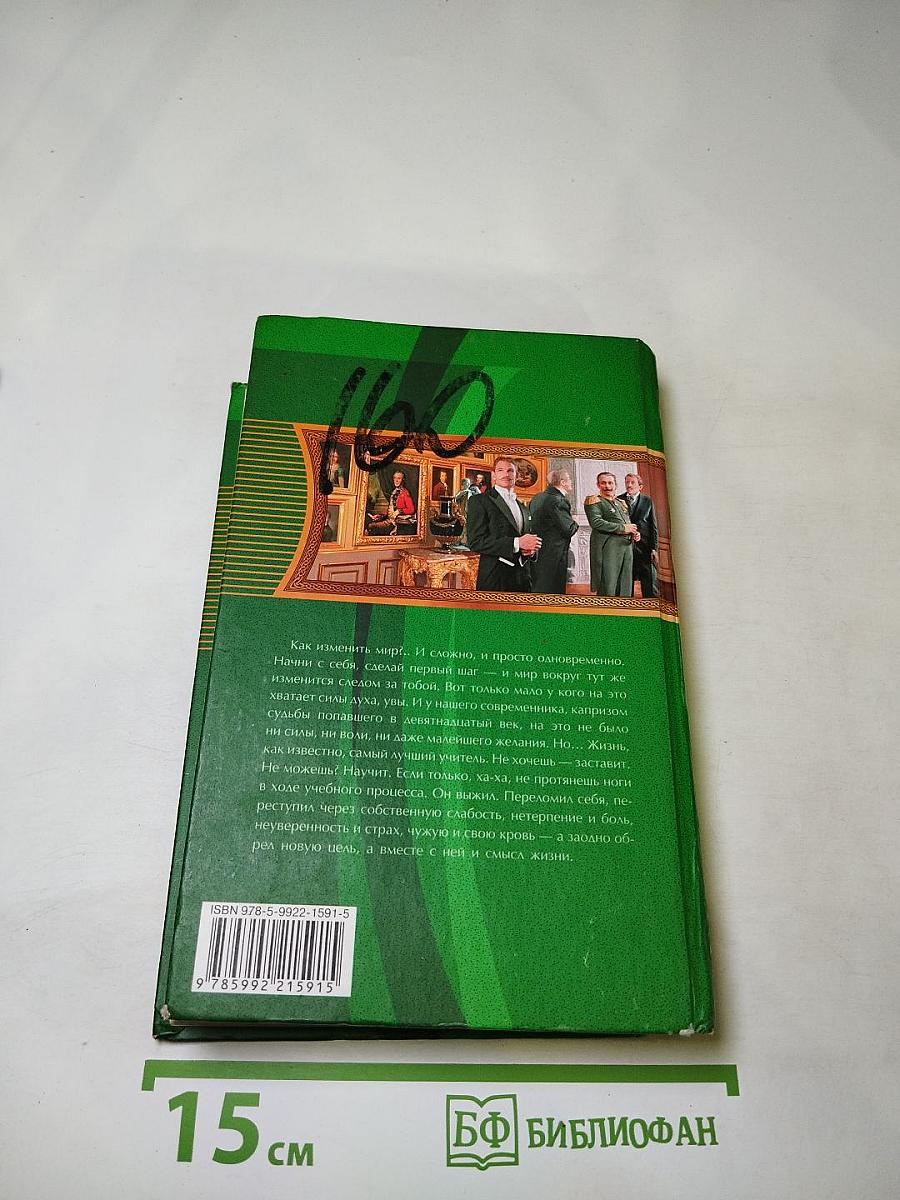 160
Как изменить мир?.. И сложно, и просто одновременно.
Начни с себя, сделай первый шаг — и мир вокруг тут же
изменится следом за тобой. Вот только мало у кого на это
хватает силы духа, увы. И у нашего современника, капризом
судьбы попавшего в девятнадцатый век, на это не было
ни силы, ни воли, ни даже малейшего желания. Но... Жизнь,
как известно, самый лучший учитель. Не хочешь — заставит.
Не можешь? Научит. Если только, ха-ха, не протянешь ноги
в ходе учебного процесса. Он выжил. Переломил себя, пе-
реступил через собственную слабость, нетерпение и боль,
неуверенность и страх, чужую и свою кровь — а заодно об-
рел новую цель, а вместе с ней и смысл жизни.
ISBN 978-5-9922-1591-5
9 785992 215915
15 см
БФ БИБЛИОФАН